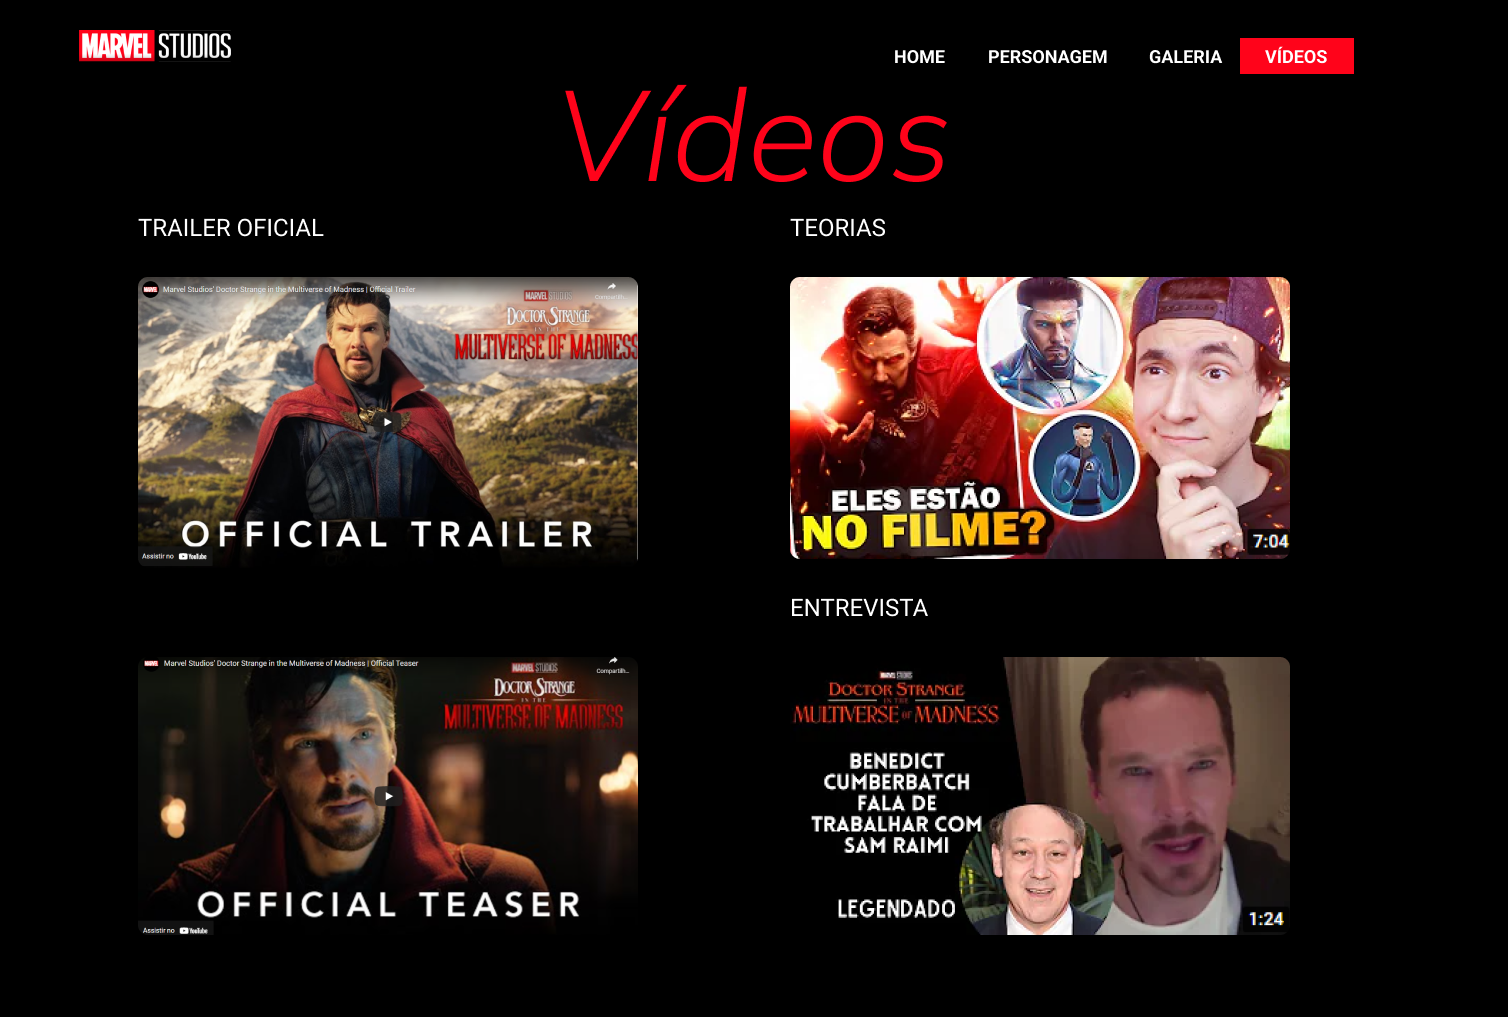 MARVEL STUDIOS
HOME
PERSONAGEM
GALERIA
VÍDEOS
Vídeos
TRAILER OFICIAL
Marvel Studios' Doctor Strange in the Multiverse of Madness | Official Trailer
Compartilh...
MARVEL STUDIOS
DOCTOR STRANGE
IN THE
MULTIVERSE OF MADNESS
OFFICIAL TRAILER
Assistir no YouTube
TEORIAS
ELES ESTÃO
NO FILME?
7:04
MARVEL
Marvel Studios' Doctor Strange in the Multiverse of Madness | Official Teaser
Compartilh...
MARVEL STUDIOS
DOCTOR STRANGE
IN THE
MULTIVERSE OF MADNESS
OFFICIAL TEASER
Assistir no YouTube
ENTREVISTA
MARVEL STUDIOS
DOCTOR STRANGE
IN THE
MULTIVERSE OF MADNESS
BENEDICT
CUMBERBATCH
FALA DE
TRABALHAR COM
SAM RAIMI
LEGENDADO
1:24